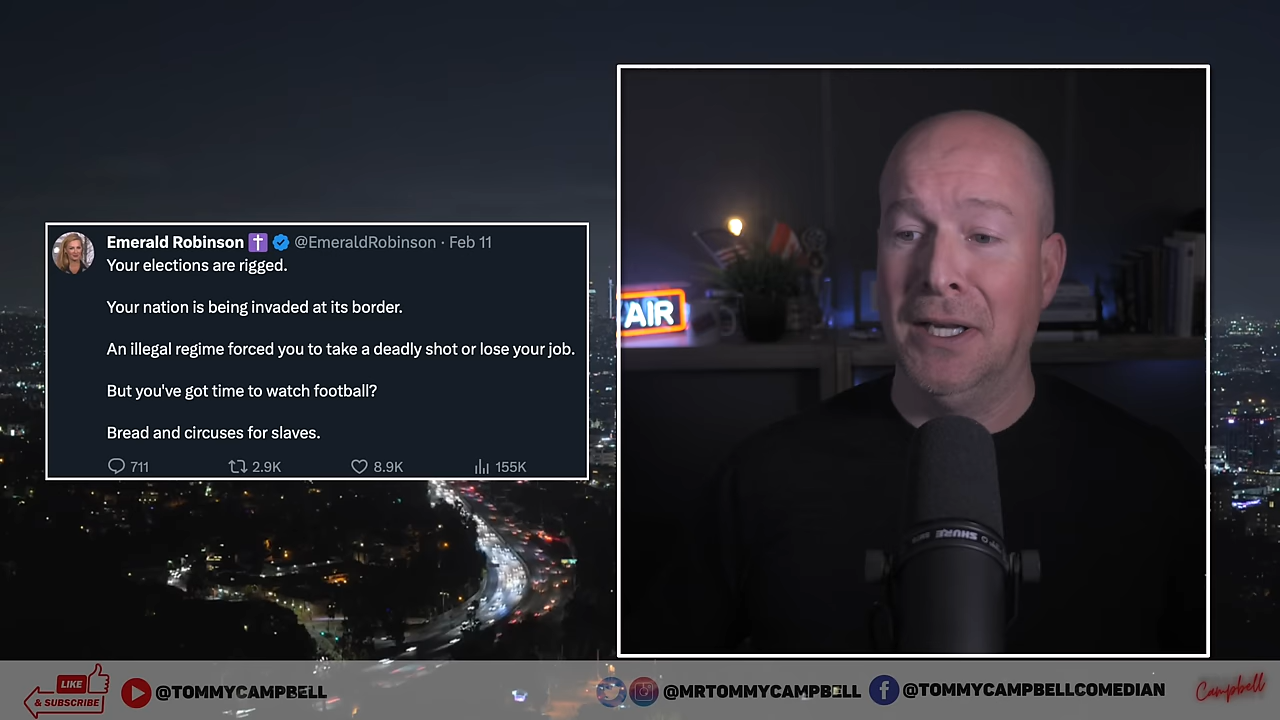 Emerald Robinson @EmeraldRobinson · Feb 11
Your elections are rigged.
Your nation is being invaded at its border.
An illegal regime forced you to take a deadly shot or lose your job.
But you've got time to watch football?
Bread and circuses for slaves.
711 2.9K 8.9K 155K
AIR
SHURE
LIKE
& SUBSCRIBE
@TOMMYCAMPBELL
@MRTOMMYCAMPBELL
@TOMMYCAMPBELLCOMEDIAN
Campbell